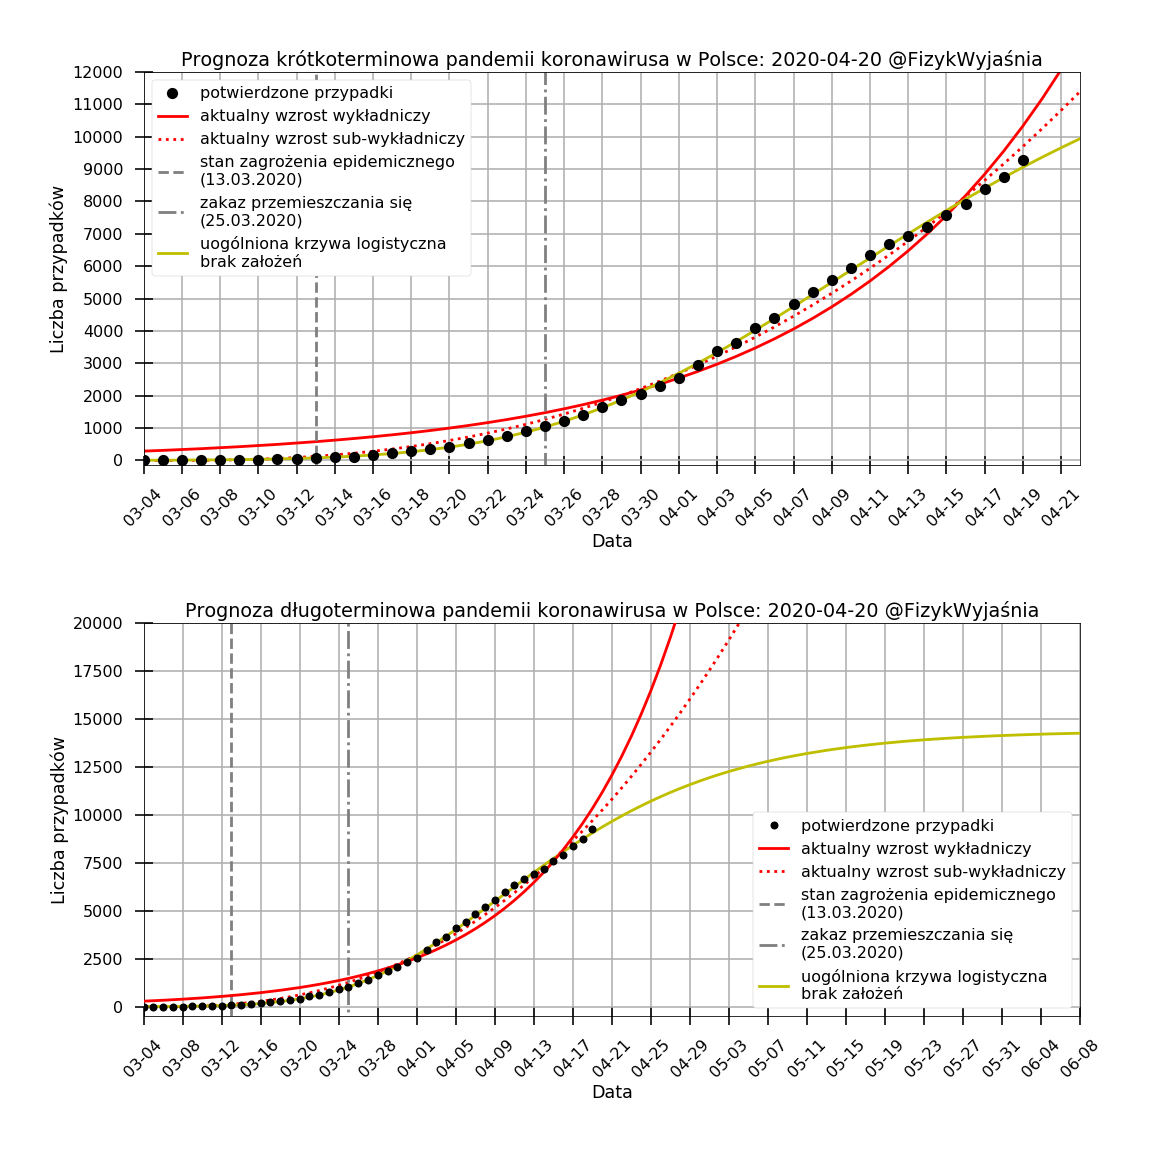 Prognoza krótkoterminowa pandemii koronawirusa w Polsce: 2020-04-20 @FizykWyjaśnia
12000
11000
10000
9000
8000
7000
6000
5000
4000
3000
2000
1000
0
Liczba przypadków
potwierdzone przypadki
aktualny wzrost wykładniczy
aktualny wzrost sub-wykładniczy
stan zagrożenia epidemicznego
(13.03.2020)
zakaz przemieszczania się
(25.03.2020)
uogólniona krzywa logistyczna
brak założeń
03-04 03-06 03-08 03-10 03-12 03-14 03-16 03-18 03-20 03-22 03-24 03-26 03-28 03-30 04-01 04-03 04-05 04-07 04-09 04-11 04-13 04-15 04-17 04-19 04-21
Data
Prognoza długoterminowa pandemii koronawirusa w Polsce: 2020-04-20 @FizykWyjaśnia
20000
17500
15000
12500
10000
7500
5000
2500
0
Liczba przypadków
potwierdzone przypadki
aktualny wzrost wykładniczy
aktualny wzrost sub-wykładniczy
stan zagrożenia epidemicznego
(13.03.2020)
zakaz przemieszczania się
(25.03.2020)
uogólniona krzywa logistyczna
brak założeń
03-04 03-08 03-12 03-16 03-20 03-24 03-28 04-01 04-05 04-09 04-13 04-17 04-21 04-25 04-29 05-03 05-07 05-11 05-15 05-19 05-23 05-27 05-31 06-04 06-08
Data